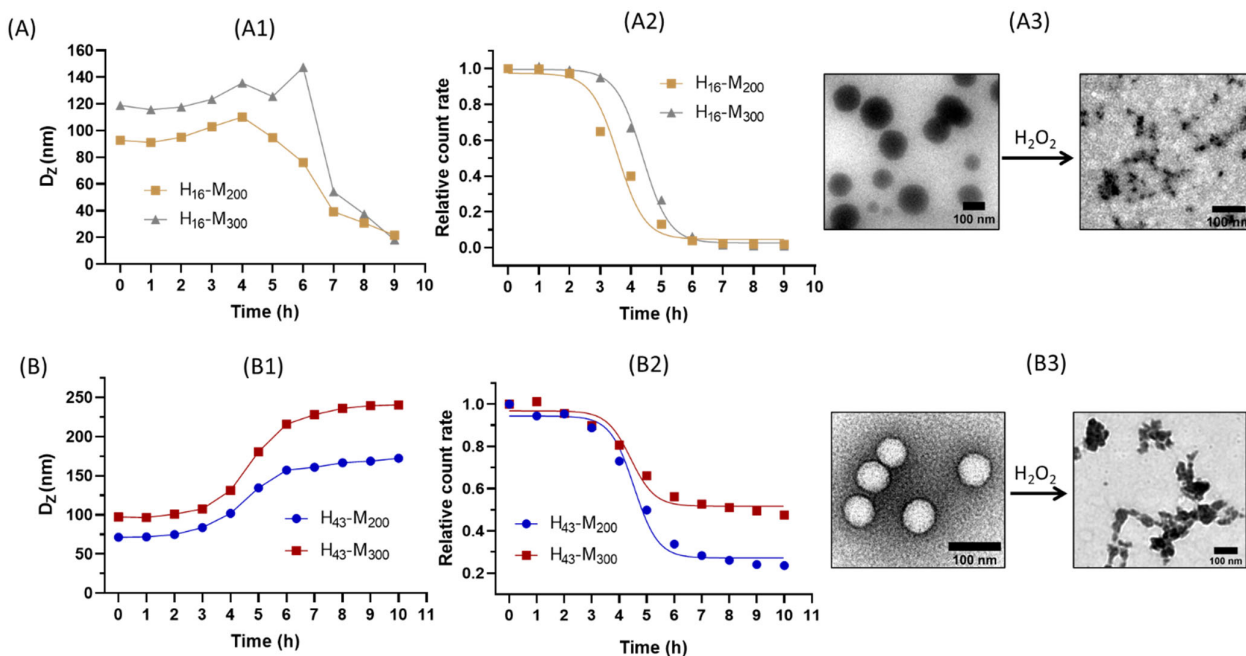 (A)
(A1)
160
140
120
100
80
60
40
20
0
D_Z (nm)
H₁₆-M₂₀₀
H₁₆-M₃₀₀
0 1 2 3 4 5 6 7 8 9 10
Time (h)
(A2)
1.0
0.8
0.6
0.4
0.2
0.0
Relative count rate
H₁₆-M₂₀₀
H₁₆-M₃₀₀
0 1 2 3 4 5 6 7 8 9 10
Time (h)
(A3)
100 nm
H₂O₂
100 nm
(B)
(B1)
250
225
200
175
150
125
100
75
50
25
0
D_Z (nm)
H₄₃-M₂₀₀
H₄₃-M₃₀₀
0 1 2 3 4 5 6 7 8 9 10
Time (h)
(B2)
1.0
0.8
0.6
0.4
0.2
Relative count rate
H₄₃-M₂₀₀
H₄₃-M₃₀₀
0 1 2 3 4 5 6 7 8 9 10 11
Time (h)
(B3)
100 nm
H₂O₂
100 nm